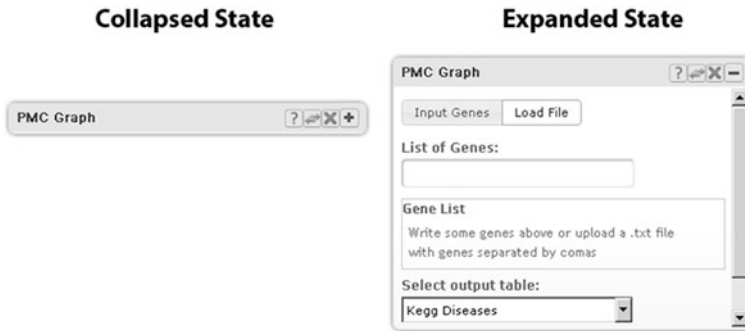 Collapsed State
Expanded State
PMC Graph
?
PMC Graph
?
Input Genes
Load File
List of Genes:
Gene List
Write some genes above or upload a .txt file
with genes separated by comas
Select output table:
Kegg Diseases